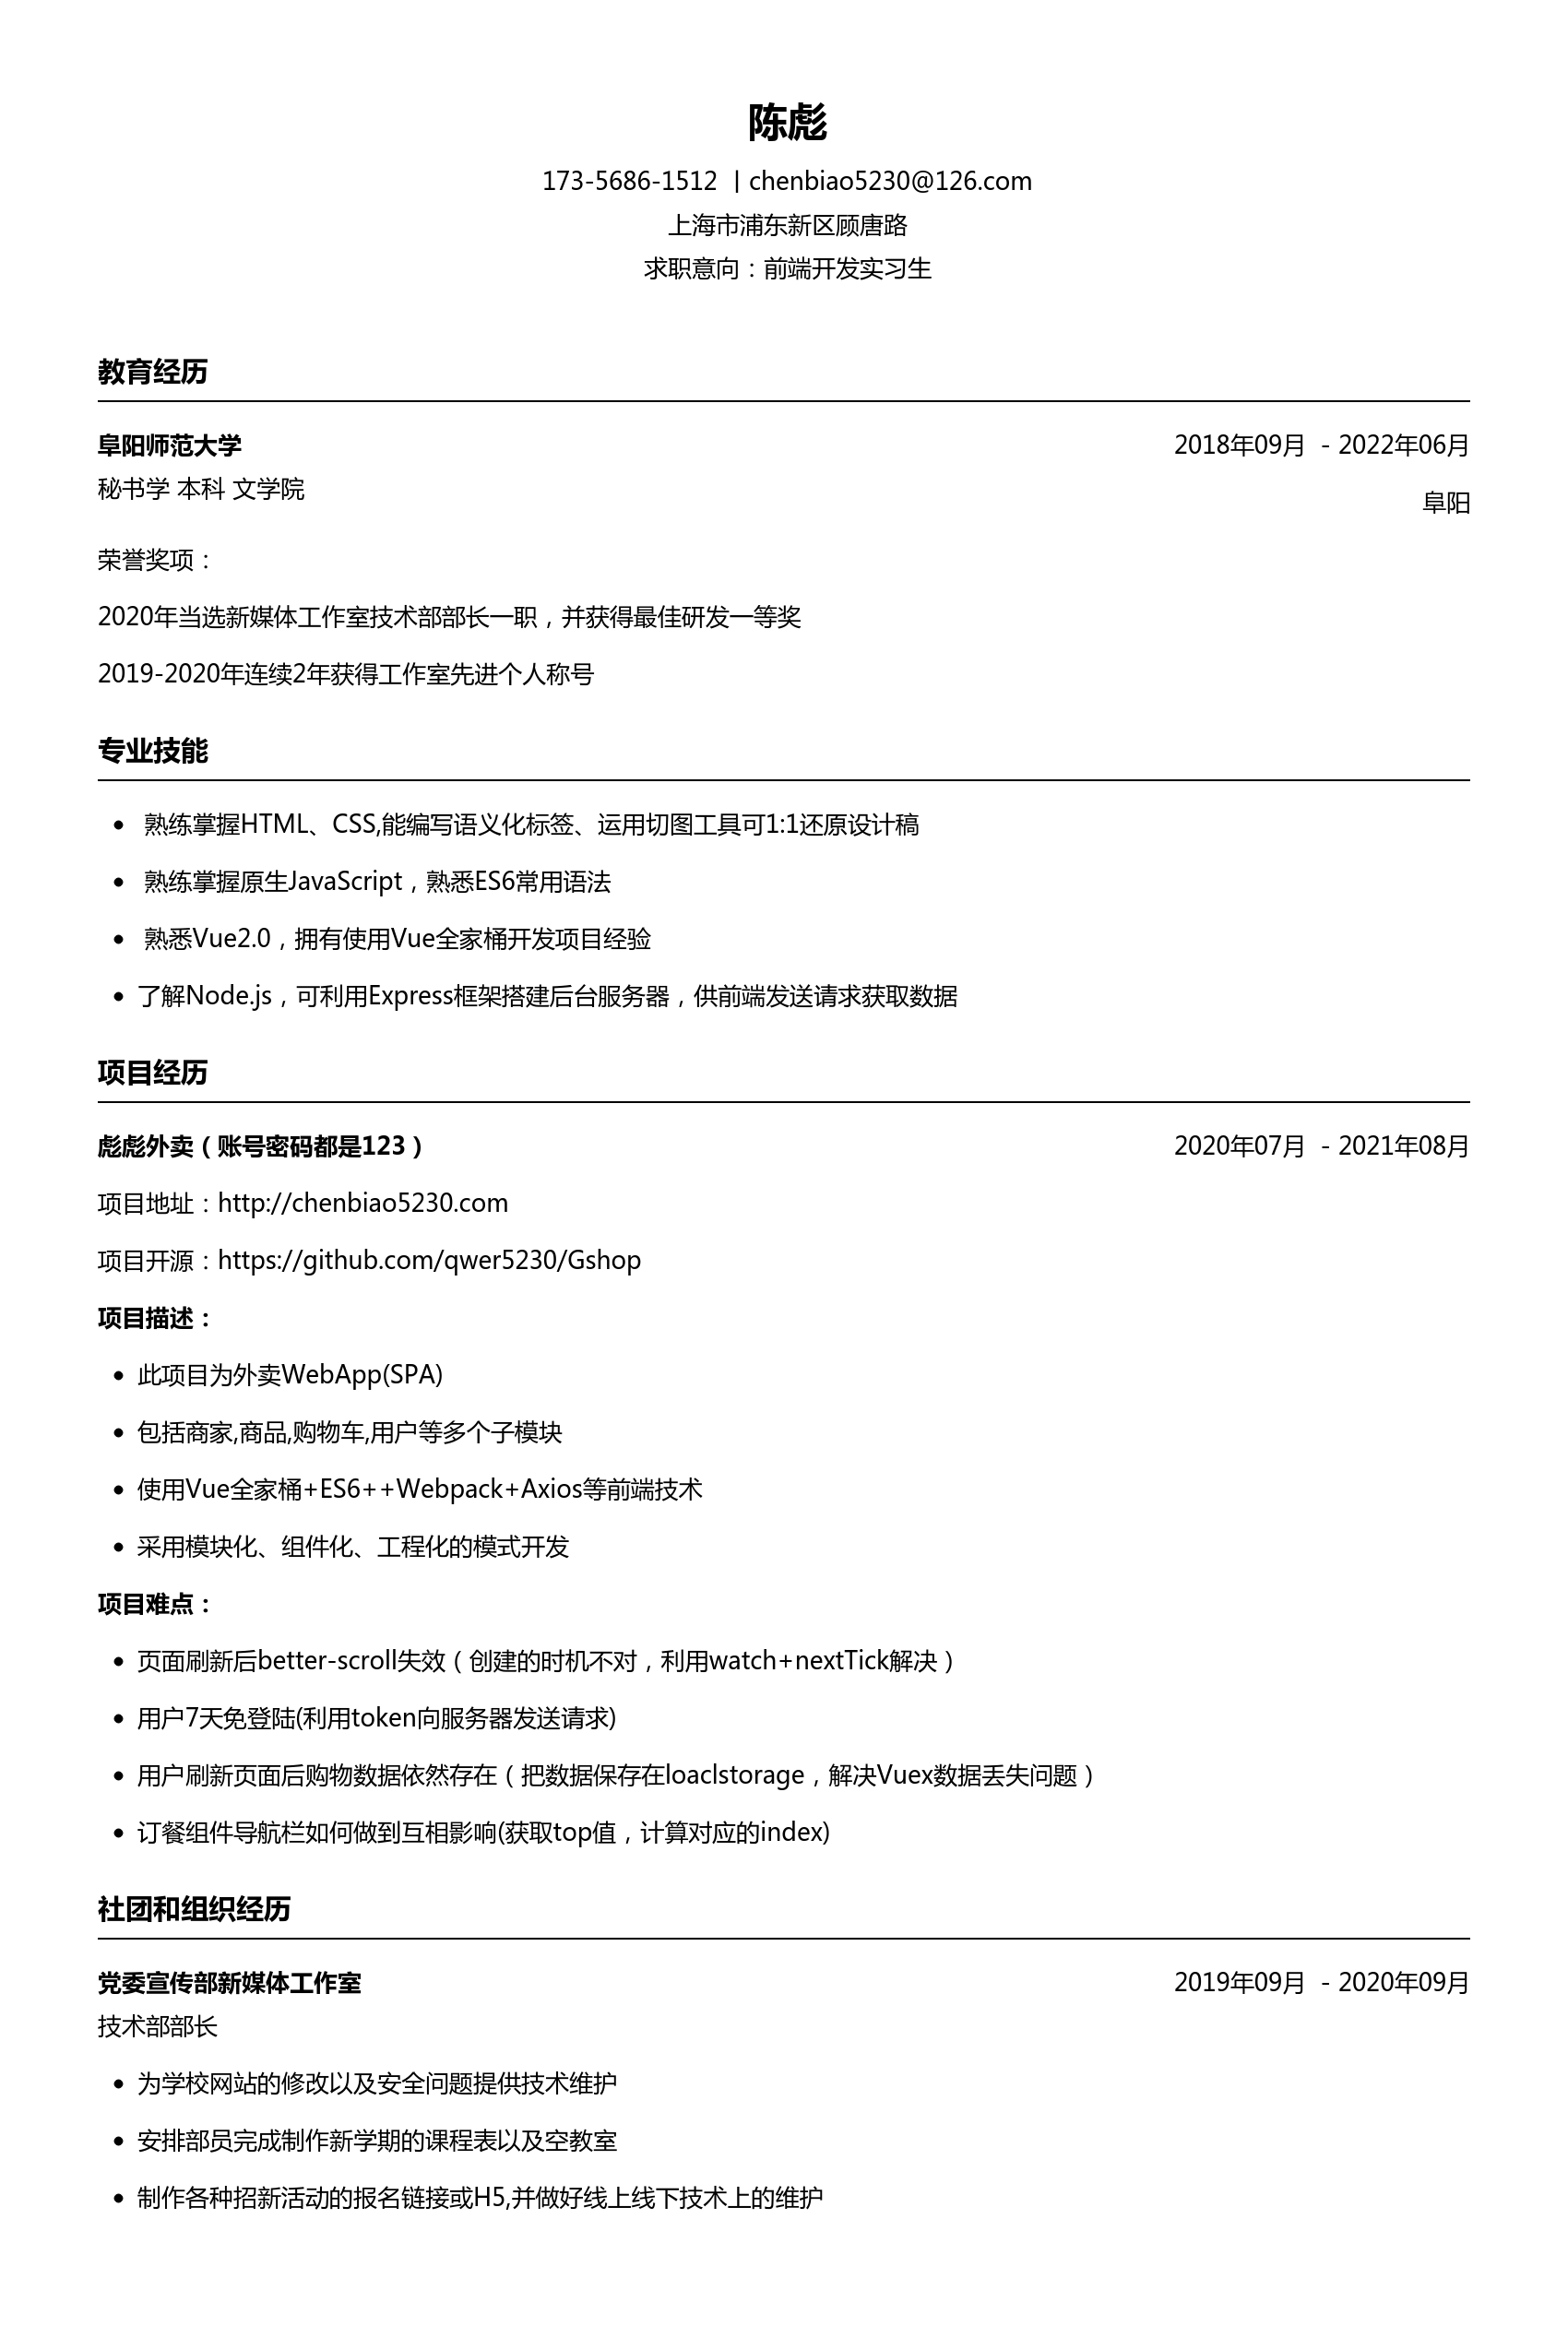 陈彪
173-5686-1512 丨chenbiao5230@126.com
上海市浦东新区顾唐路
求职意向：前端开发实习生
教育经历
阜阳师范大学 2018年09月 - 2022年06月
秘书学 本科 文学院
阜阳
荣誉奖项：
2020年当选新媒体工作室技术部部长一职，并获得最佳研发一等奖
2019-2020年连续2年获得工作室先进个人称号
专业技能
• 熟练掌握HTML、CSS,能编写语义化标签、运用切图工具可1:1还原设计稿
• 熟练掌握原生JavaScript，熟悉ES6常用语法
• 熟悉Vue2.0，拥有使用Vue全家桶开发项目经验
• 了解Node.js，可利用Express框架搭建后台服务器，供前端发送请求获取数据
项目经历
彪彪外卖（账号密码都是123） 2020年07月 - 2021年08月
项目地址：http://chenbiao5230.com
项目开源：https://github.com/qwer5230/Gshop
项目描述：
• 此项目为外卖WebApp(SPA)
• 包括商家,商品,购物车,用户等多个子模块
• 使用Vue全家桶+ES6++Webpack+Axios等前端技术
• 采用模块化、组件化、工程化的模式开发
项目难点：
• 页面刷新后better-scroll失效（创建的时机不对，利用watch+nextTick解决）
• 用户7天免登陆(利用token向服务器发送请求)
• 用户刷新页面后购物数据依然存在（把数据保存在loaclstorage，解决Vuex数据丢失问题）
• 订餐组件导航栏如何做到互相影响(获取top值，计算对应的index)
社团和组织经历
党委宣传部新媒体工作室 2019年09月 - 2020年09月
技术部部长
• 为学校网站的修改以及安全问题提供技术维护
• 安排部员完成制作新学期的课程表以及空教室
• 制作各种招新活动的报名链接或H5,并做好线上线下技术上的维护